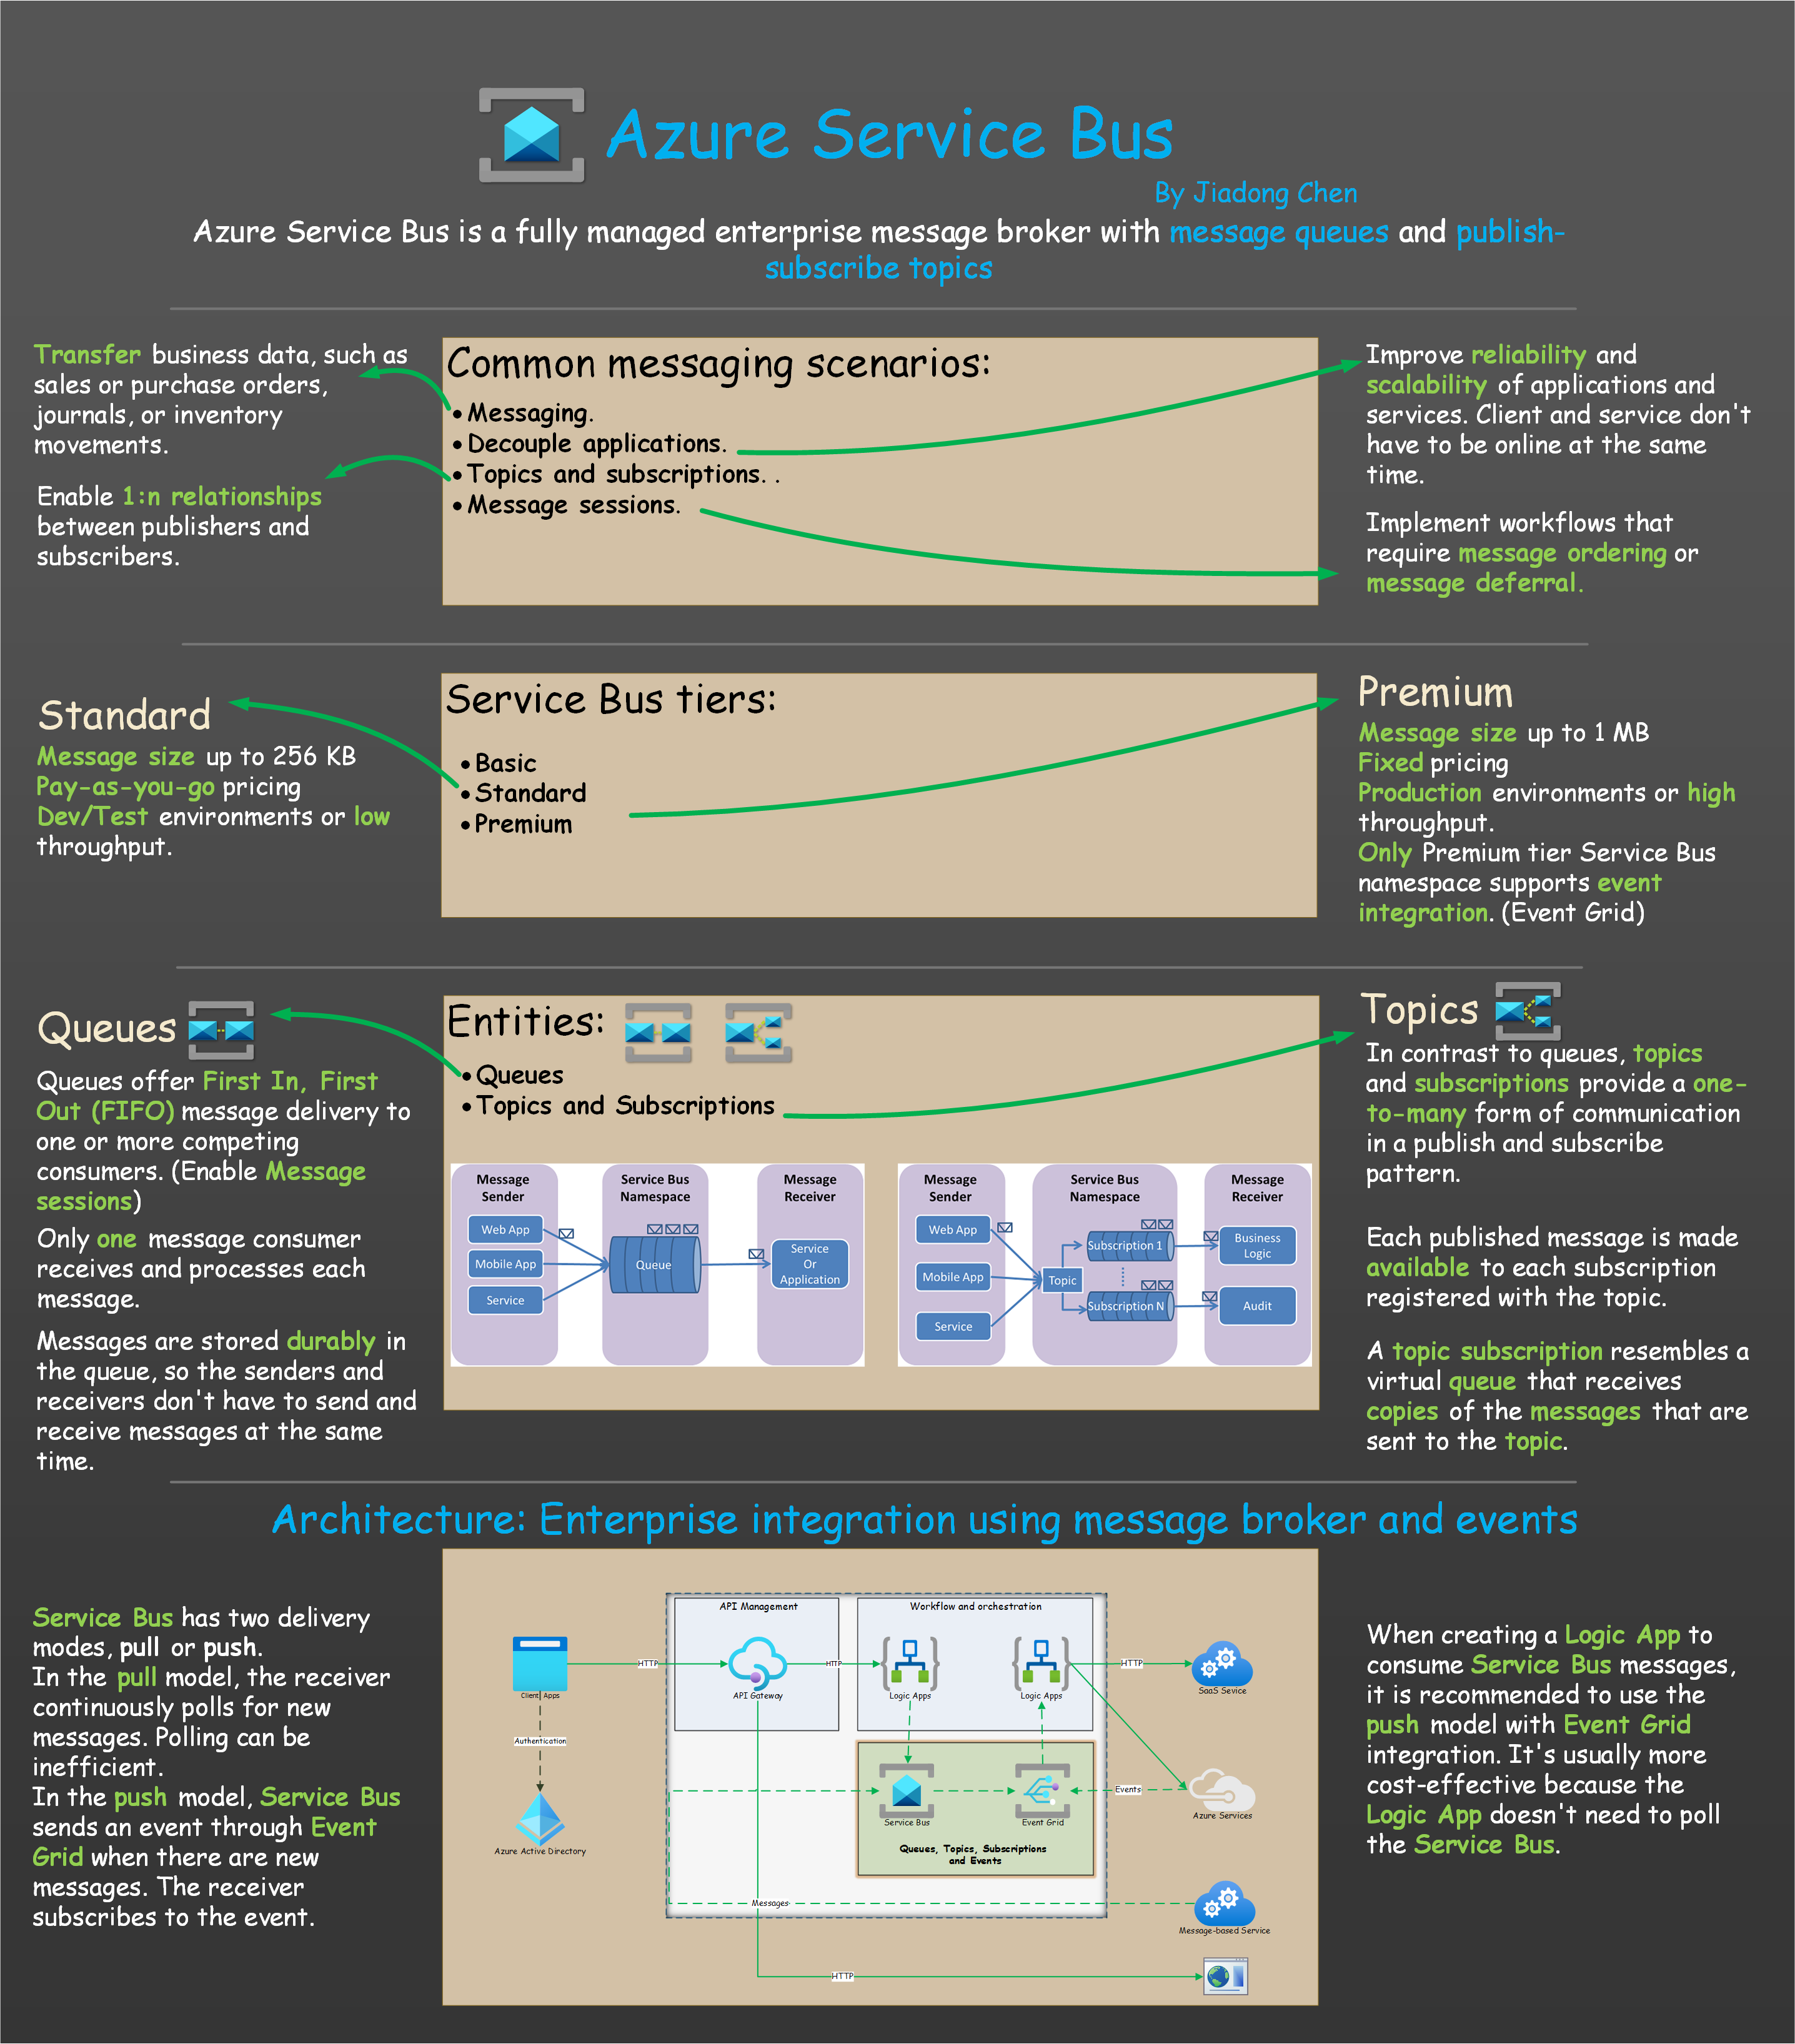 Azure Service Bus
By Jiadong Chen
Azure Service Bus is a fully managed enterprise message broker with message queues and publish-
subscribe topics
Transfer business data, such as
sales or purchase orders,
journals, or inventory
movements.
Enable 1:n relationships
between publishers and
subscribers.
Common messaging scenarios:
• Messaging.
• Decouple applications.
• Topics and subscriptions. .
• Message sessions.
Improve reliability and
scalability of applications and
services. Client and service don't
have to be online at the same
time.
Implement workflows that
require message ordering or
message deferral.
Standard
Message size up to 256 KB
Pay-as-you-go pricing
Dev/Test environments or low
throughput.
Service Bus tiers:
• Basic
• Standard
• Premium
Premium
Message size up to 1 MB
Fixed pricing
Production environments or high
throughput.
Only Premium tier Service Bus
namespace supports event
integration. (Event Grid)
Queues
Queues offer First In, First
Out (FIFO) message delivery to
one or more competing
consumers. (Enable Message
sessions)
Only one message consumer
receives and processes each
message.
Messages are stored durably in
the queue, so the senders and
receivers don't have to send and
receive messages at the same
time.
Entities:
• Queues
• Topics and Subscriptions
Message
Sender
Web App
Mobile App
Service
Service Bus
Namespace
Queue
Message
Receiver
Service
Or
Application
Message
Sender
Web App
Mobile App
Service
Service Bus
Namespace
Topic
Subscription 1
Subscription N
Message
Receiver
Business
Logic
Audit
Topics
In contrast to queues, topics
and subscriptions provide a one-
to-many form of communication
in a publish and subscribe
pattern.
Each published message is made
available to each subscription
registered with the topic.
A topic subscription resembles a
virtual queue that receives
copies of the messages that are
sent to the topic.
Architecture: Enterprise integration using message broker and events
Service Bus has two delivery
modes, pull or push.
In the pull model, the receiver
continuously polls for new
messages. Polling can be
inefficient.
In the push model, Service Bus
sends an event through Event
Grid when there are new
messages. The receiver
subscribes to the event.
API Management
Workflow and orchestration
HTTP
HTTP
HTTP
Client Apps
API Gateway
Logic Apps
Logic Apps
SaaS Sevice
Authentication
Azure Active Directory
Service Bus
Event Grid
Events
Azure Services
Queues, Topics, Subscriptions
and Events
Messages
Message-based Service
HTTP
When creating a Logic App to
consume Service Bus messages,
it is recommended to use the
push model with Event Grid
integration. It's usually more
cost-effective because the
Logic App doesn't need to poll
the Service Bus.